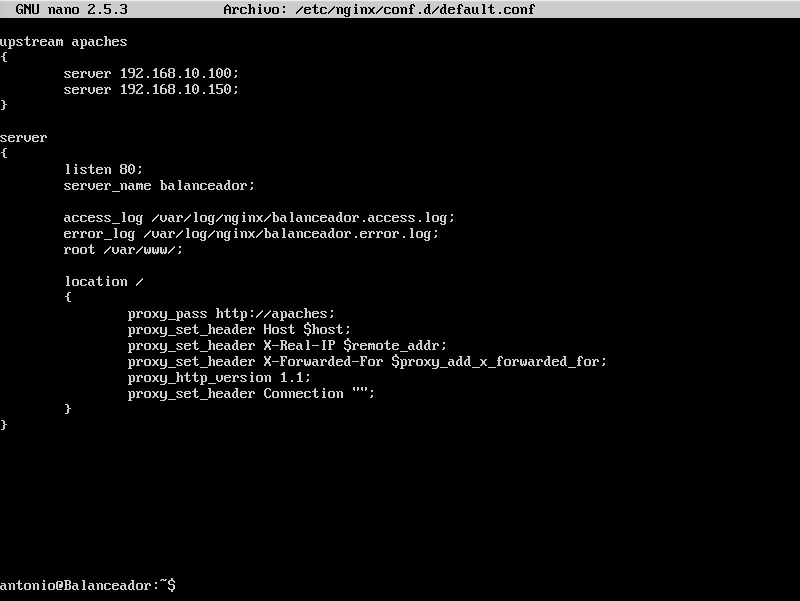 GNU nano 2.5.3 Archivo: /etc/nginx/conf.d/default.conf
upstream apaches
{
server 192.168.10.100;
server 192.168.10.150;
}
server
{
listen 80;
server_name balanceador;
access_log /var/log/nginx/balanceador.access.log;
error_log /var/log/nginx/balanceador.error.log;
root /var/www/;
location /
{
proxy_pass http://apaches;
proxy_set_header Host $host;
proxy_set_header X-Real-IP $remote_addr;
proxy_set_header X-Forwarded-For $proxy_add_x_forwarded_for;
proxy_http_version 1.1;
proxy_set_header Connection "";
}
}
antonio@Balanceador:~$